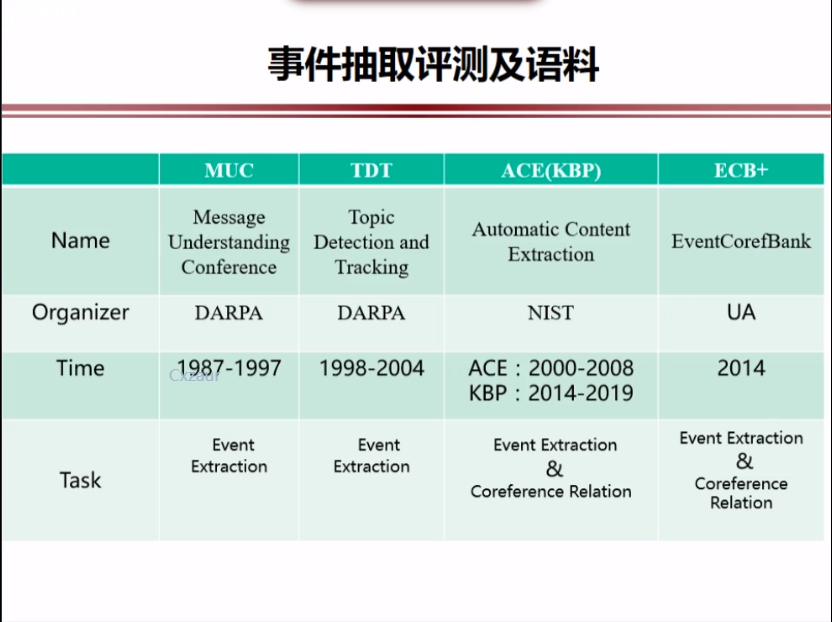 事件抽取评测及语料
MUC TDT ACE(KBP) ECB+
Name
Message
Understanding
Conference
Topic
Detection and
Tracking
Automatic Content
Extraction
EventCorefBank
Organizer DARPA DARPA NIST UA
Time 1987-1997 1998-2004
ACE：2000-2008
KBP：2014-2019
2014
Task
Event
Extraction
Event
Extraction
Event Extraction
&
Coreference Relation
Event Extraction
&
Coreference
Relation